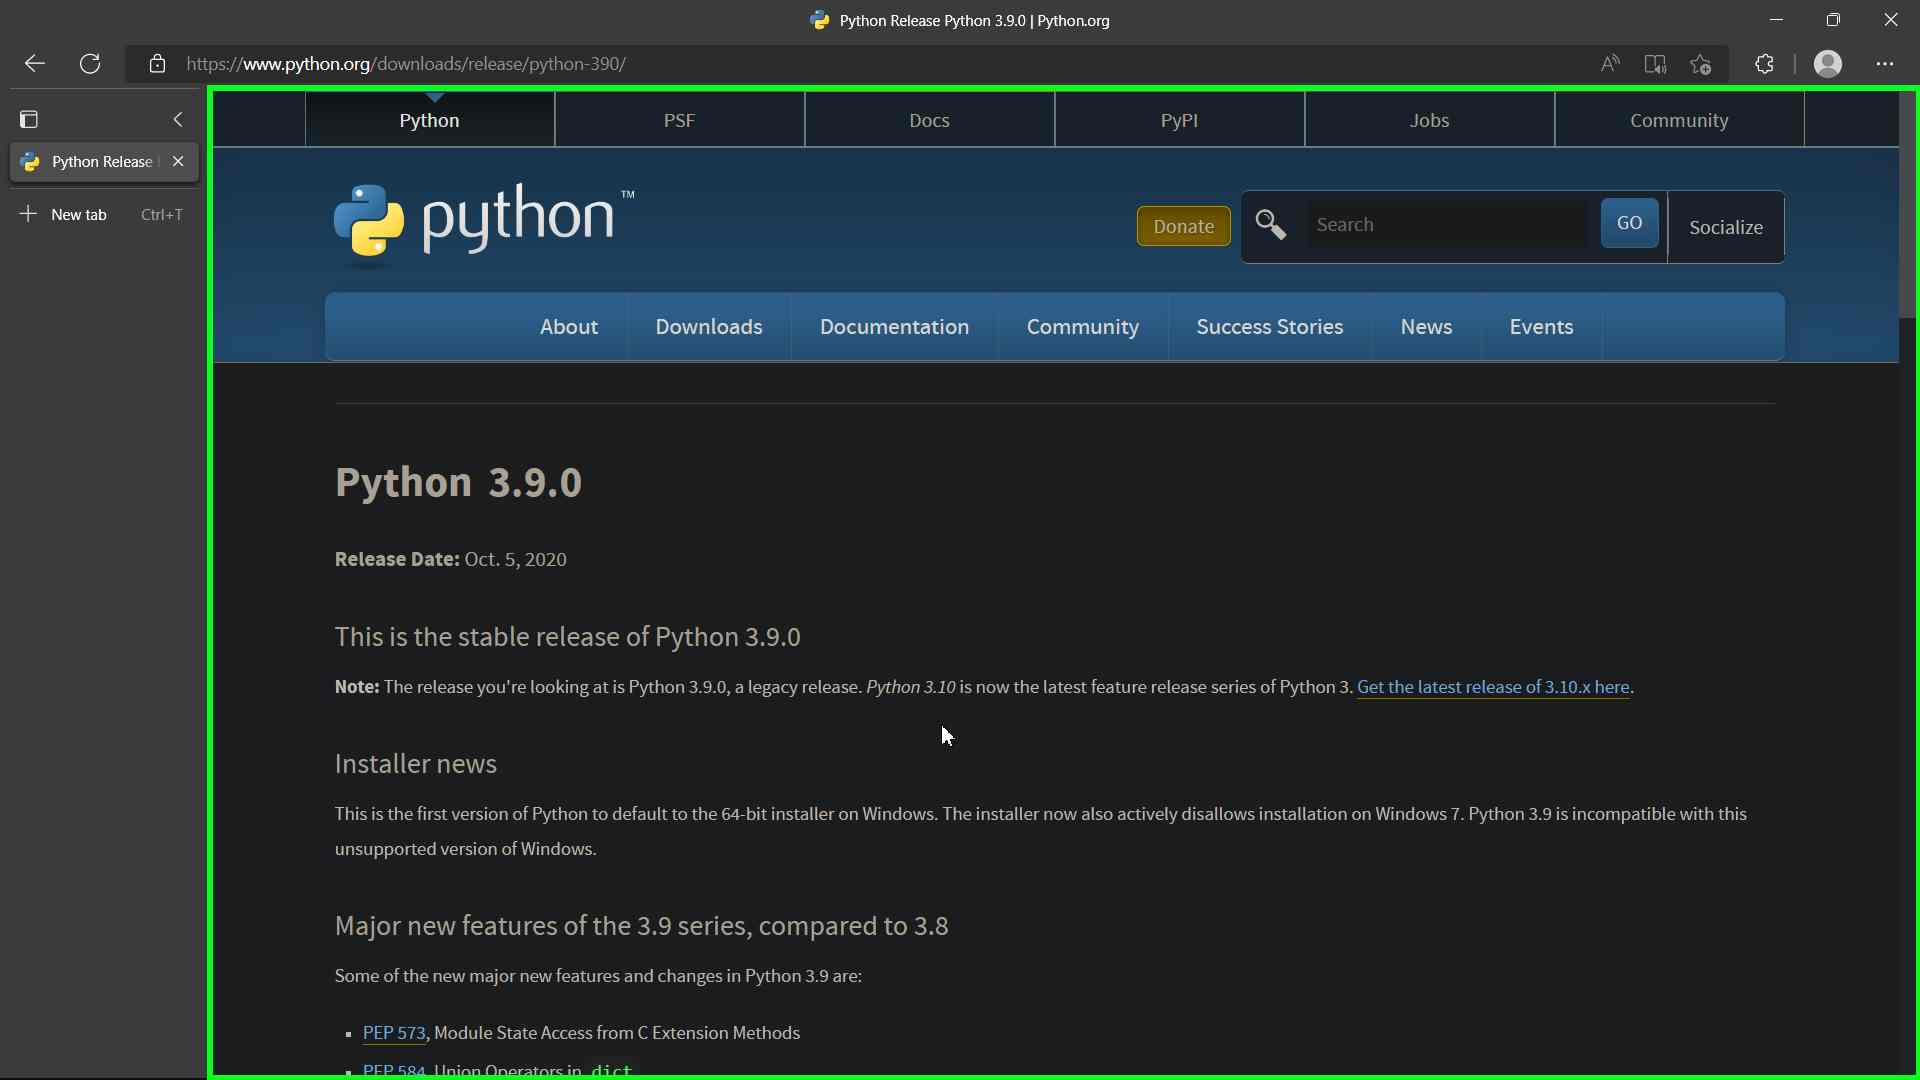 Python Release Python 3.9.0 | Python.org
https://www.python.org/downloads/release/python-390/
Python Release
New tab Ctrl+T
Python PSF Docs PyPI Jobs Community
python™
Donate Search GO Socialize
About Downloads Documentation Community Success Stories News Events
Python 3.9.0
Release Date: Oct. 5, 2020
This is the stable release of Python 3.9.0
Note: The release you're looking at is Python 3.9.0, a legacy release. Python 3.10 is now the latest feature release series of Python 3. Get the latest release of 3.10.x here.
Installer news
This is the first version of Python to default to the 64-bit installer on Windows. The installer now also actively disallows installation on Windows 7. Python 3.9 is incompatible with this
unsupported version of Windows.
Major new features of the 3.9 series, compared to 3.8
Some of the new major new features and changes in Python 3.9 are:
PEP 573, Module State Access from C Extension Methods
PEP 584, Union Operators in dict